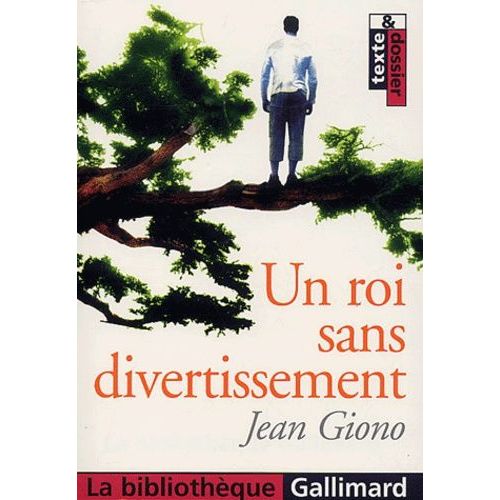 texte
&
dossier
Un roi
sans
divertissement
Jean Giono
La bibliothèque Gallimard